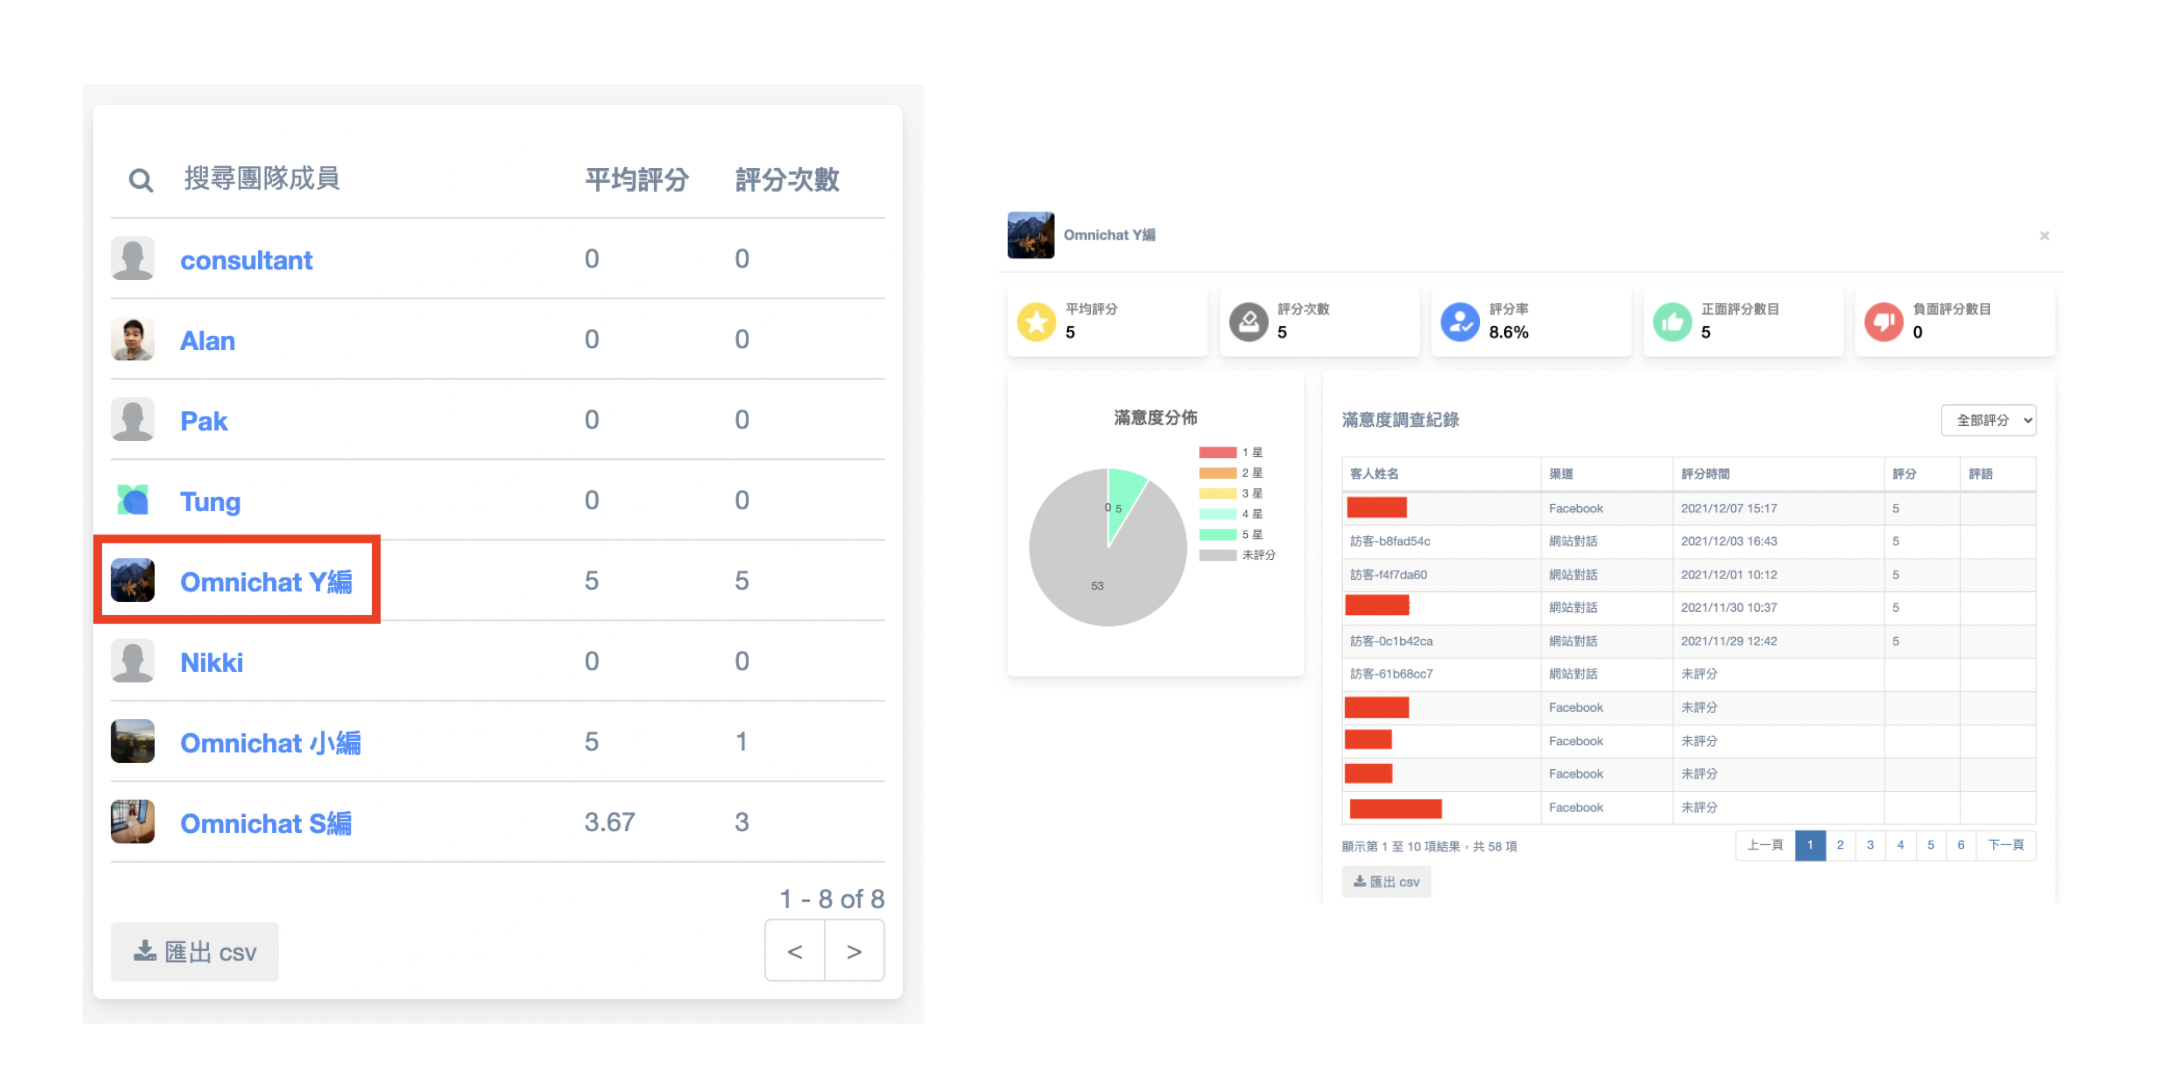 搜尋團隊成員 平均評分 評分次數
consultant 0 0
Alan 0 0
Pak 0 0
Tung 0 0
Omnichat Y編 5 5
Nikki 0 0
Omnichat 小編 5 1
Omnichat S編 3.67 3
1 - 8 of 8
匯出 csv < >
Omnichat Y編 ×
平均評分 評分次數 評分率 正面評分數目 負面評分數目
5 5 8.6% 5 0
滿意度分佈
1 星
2 星
3 星
4 星
5 星
未評分
0 5
53
滿意度調查紀錄 全部評分
客人姓名 渠道 評分時間 評分 評語
Facebook 2021/12/07 15:17 5
訪客-b8fad54c 網站對話 2021/12/03 16:43 5
訪客-f4f7da60 網站對話 2021/12/01 10:12 5
網站對話 2021/11/30 10:37 5
訪客-0c1b42ca 網站對話 2021/11/29 12:42 5
訪客-61b68cc7 網站對話 未評分
Facebook 未評分
Facebook 未評分
Facebook 未評分
Facebook 未評分
顯示第 1 至 10 項結果，共 58 項 上一頁 1 2 3 4 5 6 下一頁
匯出 csv